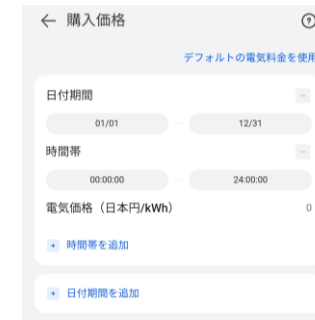 購入価格
デフォルトの電気料金を使用
日付期間
01/01 12/31
時間帯
00:00:00 24:00:00
電気価格（日本円/kWh） 0
時間帯を追加
日付期間を追加